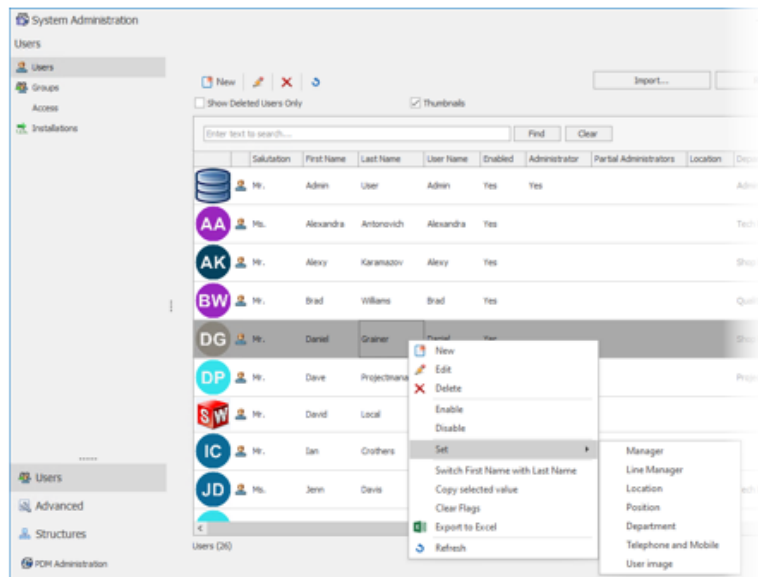 System Administration
Users
Users
Groups
Access
Installations
New
Import...
Show Deleted Users Only
Thumbnails
Enter text to search...
Find
Clear
Salutation First Name Last Name User Name Enabled Administrator Partial Administrators Location
Mr. Admin User Admin Yes Yes
AA Ms. Alexandra Antonovich Alexandra Yes
AK Mr. Alexy Karamazov Alexy Yes
BW Mr. Brad Williams Brad Yes
DG Mr. Daniel Grainer Daniel Yes
DP Mr. Dave
SW Mr. David Local
IC Mr. Ian Crothers
JD Ms. Jenn Davis
New
Edit
Delete
Enable
Disable
Set
Switch First Name with Last Name
Copy selected value
Clear Flags
Export to Excel
Refresh
Manager
Line Manager
Location
Position
Department
Telephone and Mobile
User image
Users (26)
Users
Advanced
Structures
PDM Administration